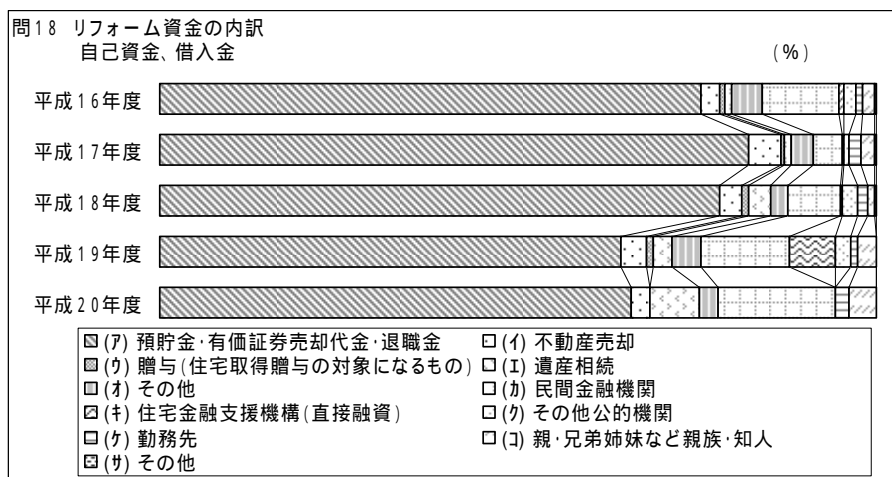 問18 リフォーム資金の内訳
自己資金、借入金 (%)
平成16年度
平成17年度
平成18年度
平成19年度
平成20年度
(ア) 預貯金・有価証券売却代金・退職金 (イ) 不動産売却
(ウ) 贈与(住宅取得贈与の対象になるもの) (エ) 遺産相続
(オ) その他 (カ) 民間金融機関
(キ) 住宅金融支援機構(直接融資) (ク) その他公的機関
(ケ) 勤務先 (コ) 親・兄弟姉妹など親族・知人
(サ) その他